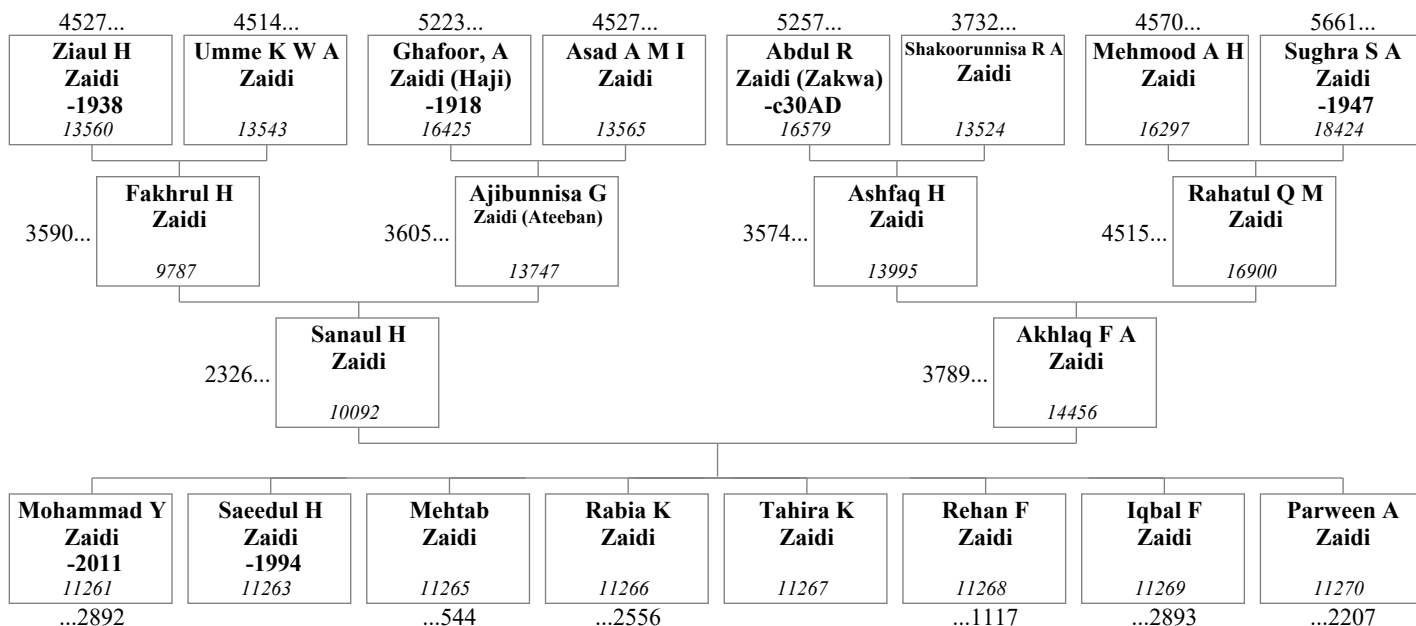 4527... 4514... 5223... 4527... 5257... 3732... 4570... 5661...
Ziaul H
Zaidi
-1938
13560
Umme K W A
Zaidi
13543
Ghafoor, A
Zaidi (Haji)
-1918
16425
Asad A M I
Zaidi
13565
Abdul R
Zaidi (Zakwa)
-c30AD
16579
Shakoorunnisa R A
Zaidi
13524
Mehmood A H
Zaidi
16297
Sughra S A
Zaidi
-1947
18424
3590...
Fakhrul H
Zaidi
9787
3605...
Ajibunnisa G
Zaidi (Ateeban)
13747
3574...
Ashfaq H
Zaidi
13995
4515...
Rahatul Q M
Zaidi
16900
2326...
Sanaul H
Zaidi
10092
3789...
Akhlaq F A
Zaidi
14456
Mohammad Y
Zaidi
-2011
11261
...2892
Saeedul H
Zaidi
-1994
11263
Mehtab
Zaidi
11265
...544
Rabia K
Zaidi
11266
...2556
Tahira K
Zaidi
11267
Rehan F
Zaidi
11268
...1117
Iqbal F
Zaidi
11269
...2893
Parween A
Zaidi
11270
...2207